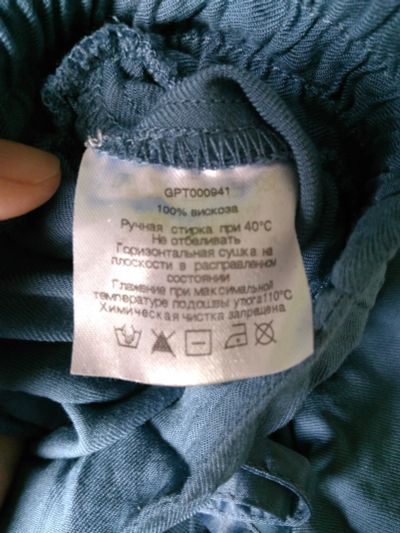 GPT000941
100% вискоза
Ручная стирка при 40°C
Не отбеливать
Горизонтальная сушка на
плоскости в расправленном
состоянии
Глажение при максимальной
температуре подошвы утюга110°C
Химическая чистка запрещена